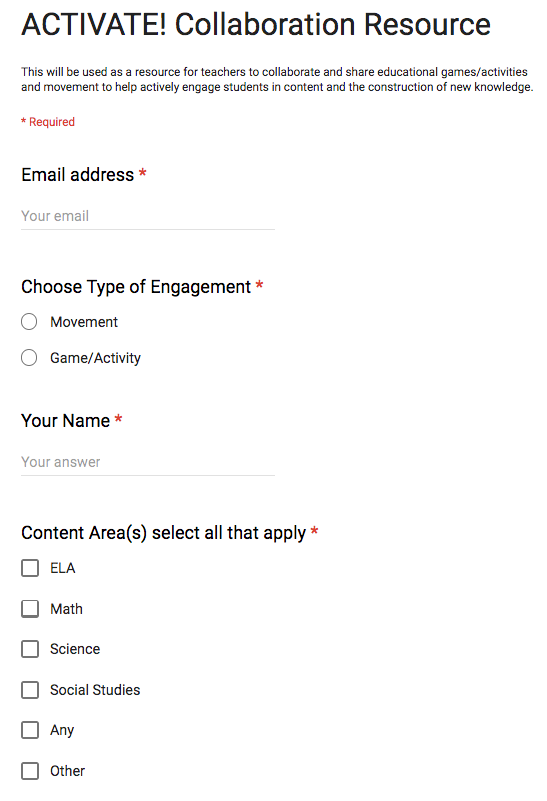 ACTIVATE! Collaboration Resource
This will be used as a resource for teachers to collaborate and share educational games/activities
and movement to help actively engage students in content and the construction of new knowledge.
* Required
Email address *
Your email
Choose Type of Engagement *
Movement
Game/Activity
Your Name *
Your answer
Content Area(s) select all that apply *
ELA
Math
Science
Social Studies
Any
Other